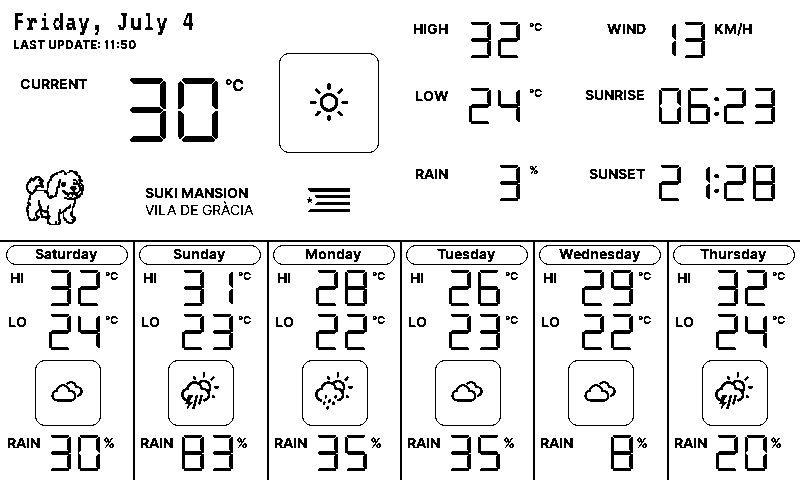 Friday, July 4
LAST UPDATE: 11:50
CURRENT 30 °C
HIGH 32 °C
WIND 13 KM/H
LOW 24 °C
SUNRISE 06:23
RAIN 3 %
SUNSET 21:28
SUKI MANSION
VILA DE GRÀCIA
Saturday
HI 32 °C
LO 24 °C
RAIN 30 %
Sunday
HI 31 °C
LO 23 °C
RAIN 83 %
Monday
HI 28 °C
LO 22 °C
RAIN 35 %
Tuesday
HI 26 °C
LO 23 °C
RAIN 35 %
Wednesday
HI 29 °C
LO 22 °C
RAIN 8 %
Thursday
HI 32 °C
LO 24 °C
RAIN 20 %